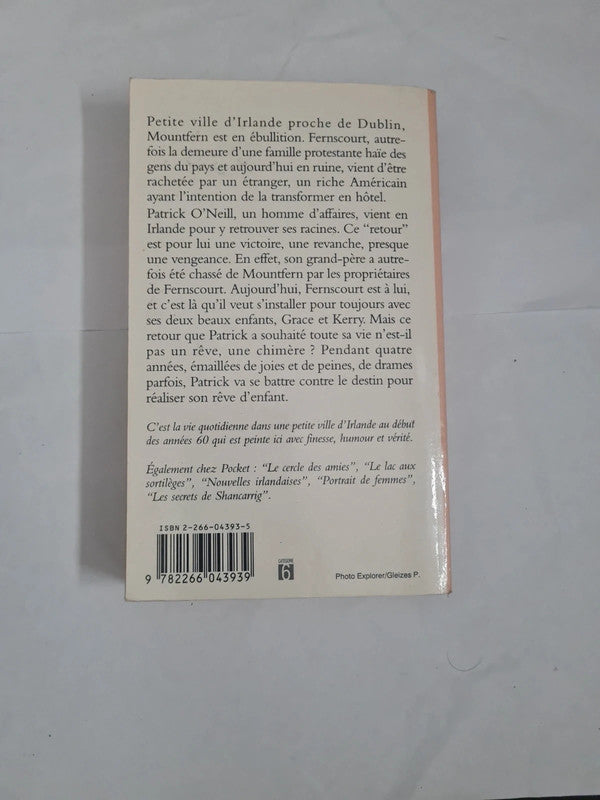 Petite ville d'Irlande proche de Dublin,
Mountfern est en ébullition. Fernscourt, autre-
fois la demeure d'une famille protestante haïe des
gens du pays et aujourd'hui en ruine, vient d'être
rachetée par un étranger, un riche Américain
ayant l'intention de la transformer en hôtel.
Patrick O'Neill, un homme d'affaires, vient en
Irlande pour y retrouver ses racines. Ce "retour"
est pour lui une victoire, une revanche, presque
une vengeance. En effet, son grand-père a autre-
fois été chassé de Mountfern par les propriétaires
de Fernscourt. Aujourd'hui, Fernscourt est à lui,
et c'est là qu'il veut s'installer pour toujours avec
ses deux beaux enfants, Grace et Kerry. Mais ce
retour que Patrick a souhaité toute sa vie n'est-il
pas un rêve, une chimère ? Pendant quatre
années, émaillées de joies et de peines, de drames
parfois, Patrick va se battre contre le destin pour
réaliser son rêve d'enfant.
C'est la vie quotidienne dans une petite ville d'Irlande au début
des années 60 qui est peinte ici avec finesse, humour et vérité.
Également chez Pocket : "Le cercle des amies", "Le lac aux
sortilèges", "Nouvelles irlandaises", "Portrait de femmes",
"Les secrets de Shancarrig".
ISBN 2-266-04393-5
9 782266 043939
CATÉGORIE
6
Photo Explorer/Gleizes P.